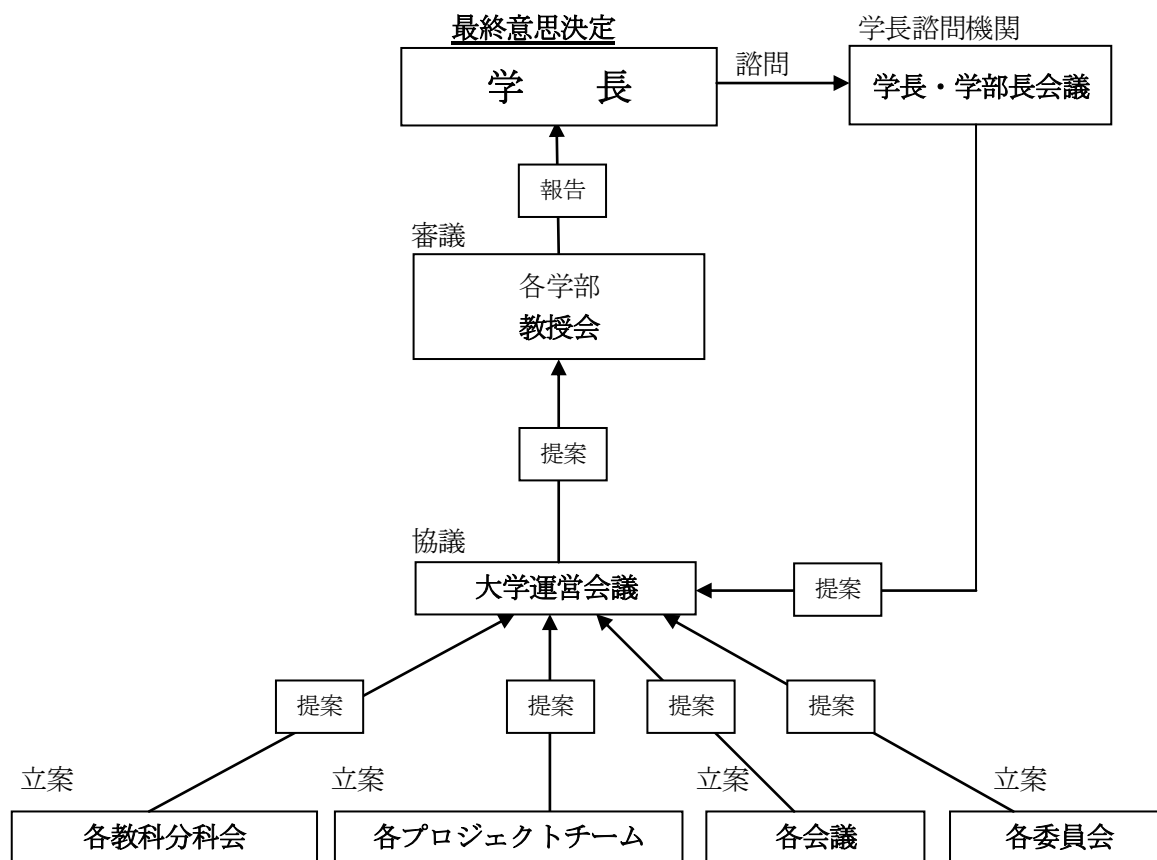 最終意思決定
学長諮問機関
学　　長
諮問
学長・学部長会議
報告
審議
各学部
教授会
提案
協議
大学運営会議
提案
提案
提案
提案
提案
立案
立案
立案
立案
各教科分科会
各プロジェクトチーム
各会議
各委員会